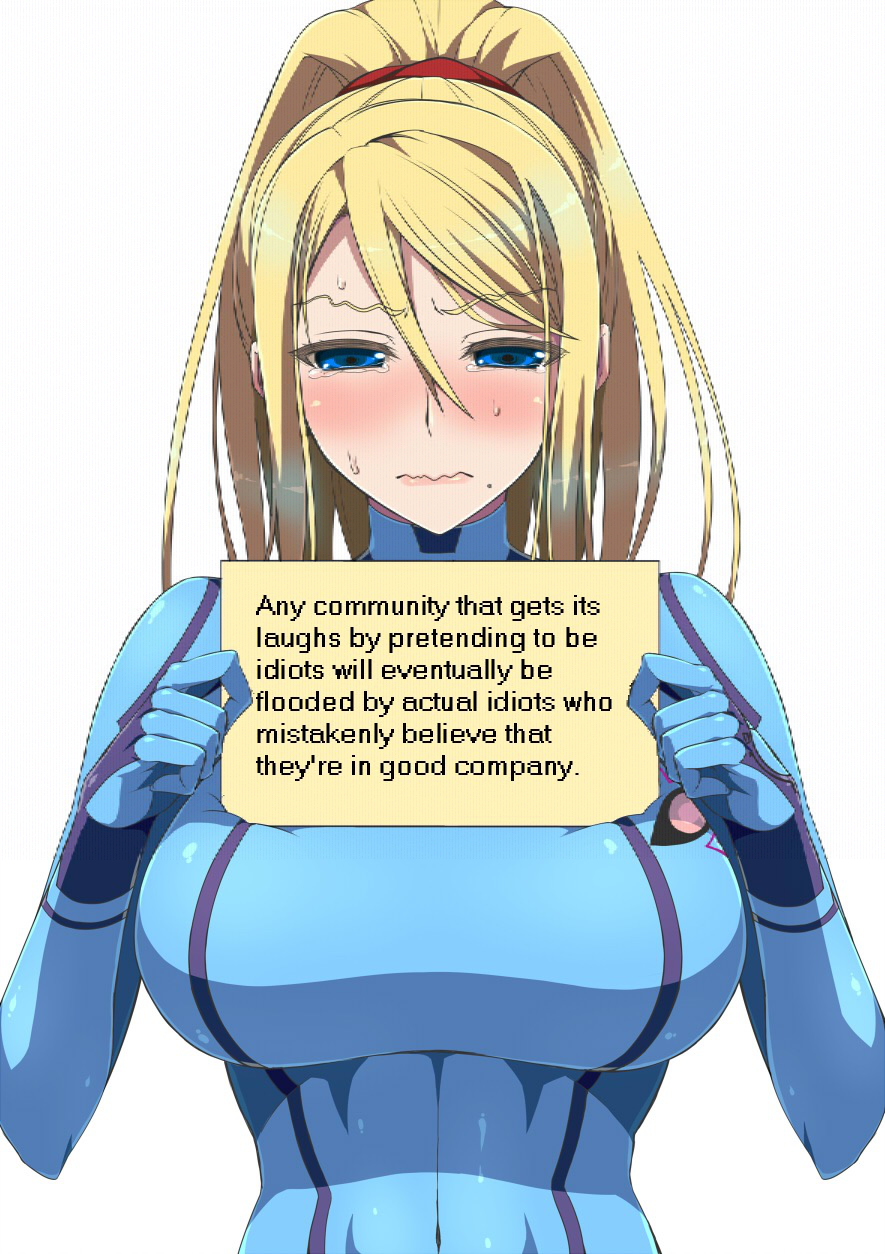 Any community that gets its
laughs by pretending to be
idiots will eventually be
flooded by actual idiots who
mistakenly believe that
they're in good company.